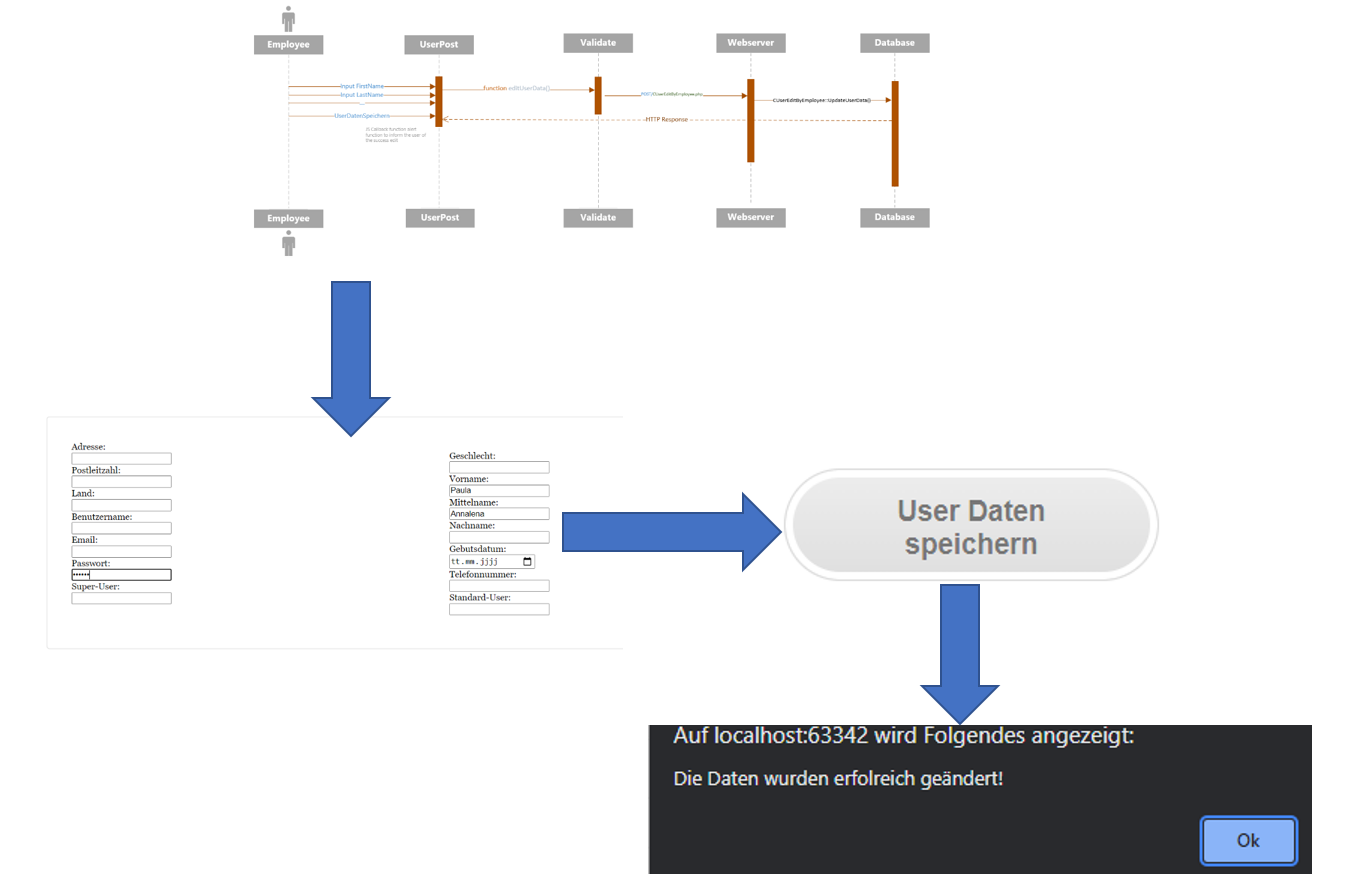 Employee
UserPost
Validate
Webserver
Database
Input FirstName
Input LastName
...
UserDatenSpeichern
function editUserData()
CUserEditByEmployee::UpdateUserData()
HTTP Response
JS Callback function alert
function to inform the user of
the success exit
Employee
UserPost
Validate
Webserver
Database
Adresse:
Postleitzahl:
Land:
Benutzername:
Email:
Passwort:
••••••
Super-User:
Geschlecht:
Vorname:
Paula
Mittelname:
Annalena
Nachname:
Gebutsdatum:
tt.mm.jjjj
Telefonnummer:
Standard-User:
User Daten
speichern
Auf localhost:63342 wird Folgendes angezeigt:
Die Daten wurden erfolreich geändert!
Ok